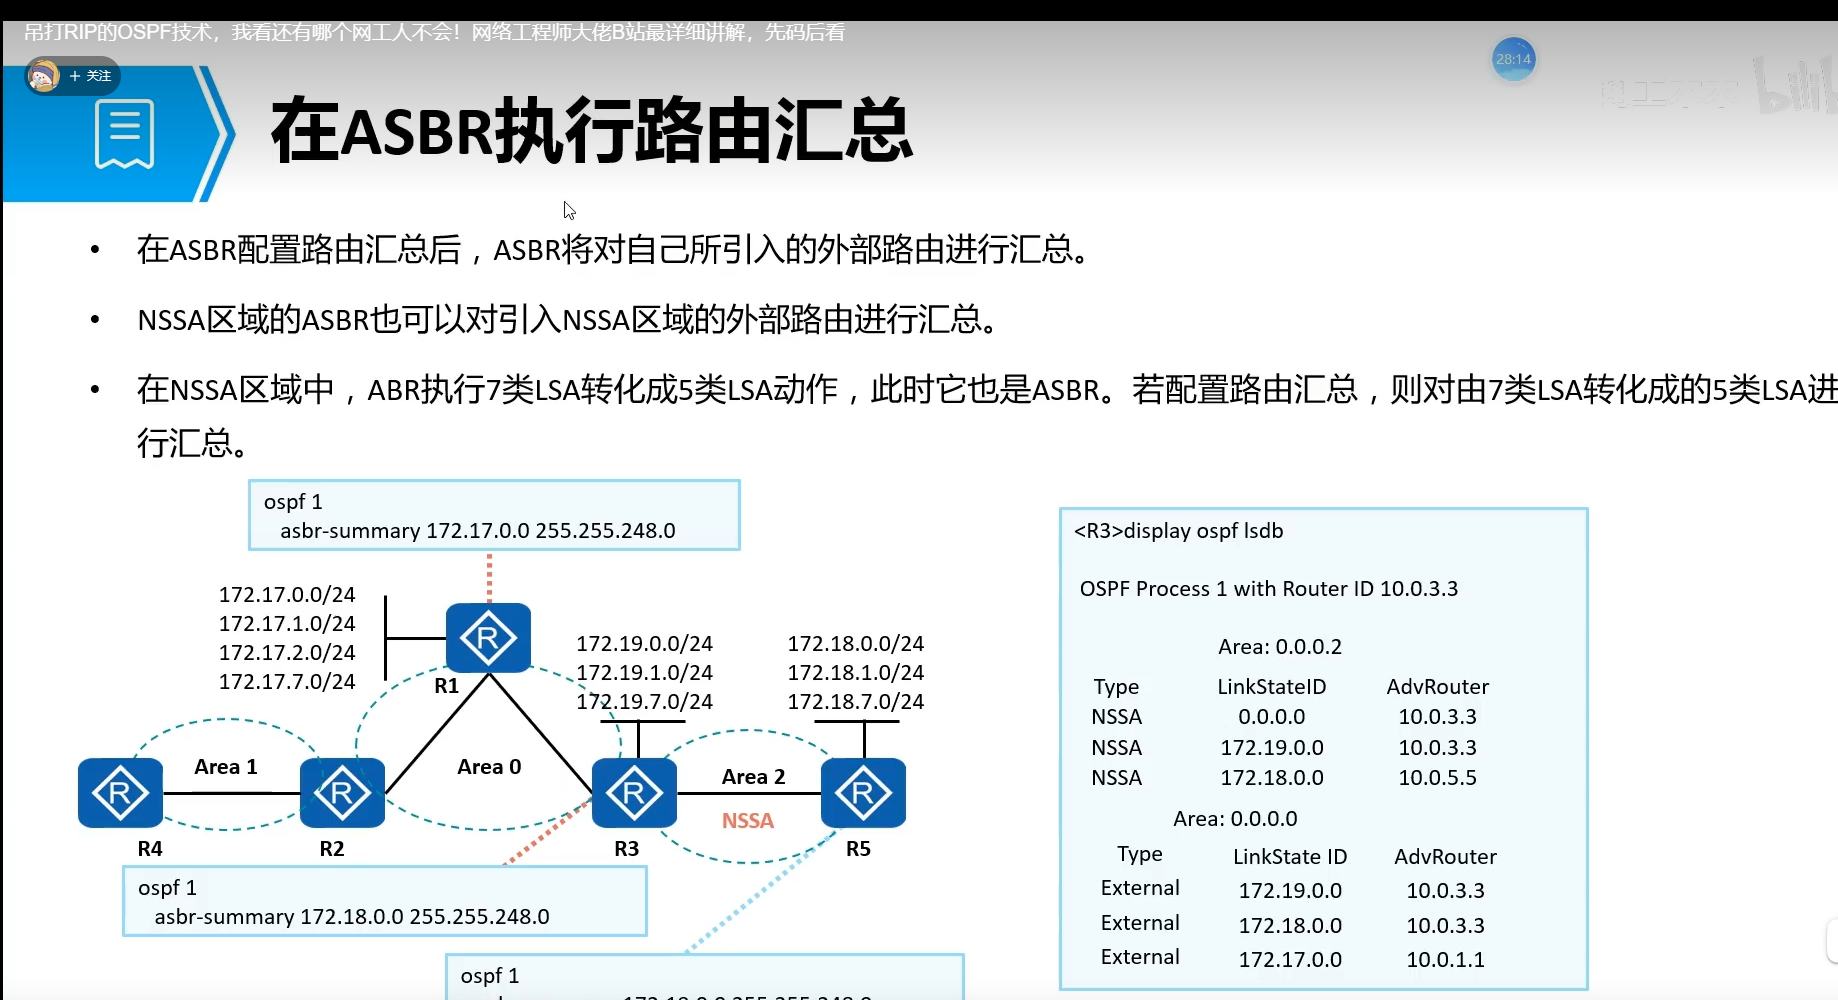 吊打RIP的OSPF技术，我看还有哪个网工人不会！网络工程师大佬B站最详细讲解，先码后看
+ 关注
28:14
bilib
在ASBR执行路由汇总
• 在ASBR配置路由汇总后，ASBR将对自己所引入的外部路由进行汇总。
• NSSA区域的ASBR也可以对引入NSSA区域的外部路由进行汇总。
• 在NSSA区域中，ABR执行7类LSA转化成5类LSA动作，此时它也是ASBR。若配置路由汇总，则对由7类LSA转化成的5类LSA进
行汇总。
ospf 1
asbr-summary 172.17.0.0 255.255.248.0
172.17.0.0/24
172.17.1.0/24
172.17.2.0/24
172.17.7.0/24
R
R1
172.19.0.0/24
172.19.1.0/24
172.19.7.0/24
172.18.0.0/24
172.18.1.0/24
172.18.7.0/24
Area 1
Area 0
Area 2
NSSA
R
R
R
R
R4
R2
R3
R5
ospf 1
asbr-summary 172.18.0.0 255.255.248.0
ospf 1
172.18.0.0 255.255.248.0
<R3>display ospf lsdb
OSPF Process 1 with Router ID 10.0.3.3
Area: 0.0.0.2
Type LinkStateID AdvRouter
NSSA 0.0.0.0 10.0.3.3
NSSA 172.19.0.0 10.0.3.3
NSSA 172.18.0.0 10.0.5.5
Area: 0.0.0.0
Type LinkState ID AdvRouter
External 172.19.0.0 10.0.3.3
External 172.18.0.0 10.0.3.3
External 172.17.0.0 10.0.1.1